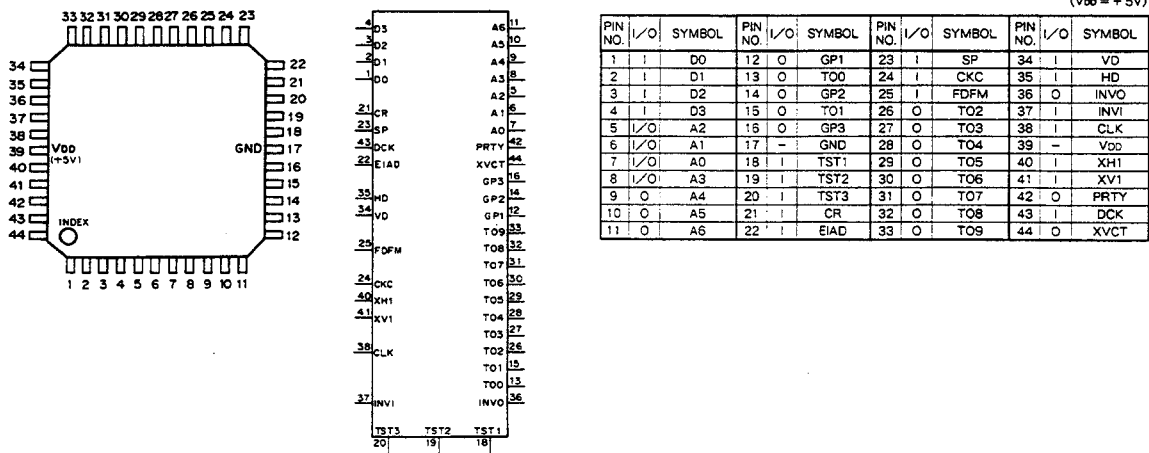 (VDD = +5V)
33 32 31 30 29 28 27 26 25 24 23
34
35
36
37
38
39
40
41
42
43
44
VDD
(+5V)
GND
INDEX
22
21
20
19
18
17
16
15
14
13
12
1 2 3 4 5 6 7 8 9 10 11
4 D3 A6 11
3 D2 A5 10
2 D1 A4 9
1 D0 A3 8
A2 5
21 CR A1 6
23 SP A0 7
43 DCK PRTY 42
22 EIAD XVCT 44
GP3 16
35 HD GP2 14
34 VD GP1 12
TO9 33
25 FDFM TO8 32
TO7 31
24 CKC TO6 30
40 XH1 TO5 29
41 XV1 TO4 28
TO3 27
38 CLK TO2 26
TO1 15
TO0 13
37 INVI INVO 36
TST3 TST2 TST1
20 19 18
PIN NO. I/O SYMBOL PIN NO. I/O SYMBOL PIN NO. I/O SYMBOL PIN NO. I/O SYMBOL
1 I D0 12 O GP1 23 I SP 34 I VD
2 I D1 13 O TO0 24 I CKC 35 I HD
3 I D2 14 O GP2 25 I FDFM 36 O INVO
4 I D3 15 O TO1 26 O TO2 37 I INVI
5 I/O A2 16 O GP3 27 O TO3 38 I CLK
6 I/O A1 17 – GND 28 O TO4 39 – VDD
7 I/O A0 18 I TST1 29 O TO5 40 I XH1
8 I/O A3 19 I TST2 30 O TO6 41 I XV1
9 O A4 20 I TST3 31 O TO7 42 O PRTY
10 O A5 21 I CR 32 O TO8 43 I DCK
11 O A6 22 I EIAD 33 O TO9 44 O XVCT